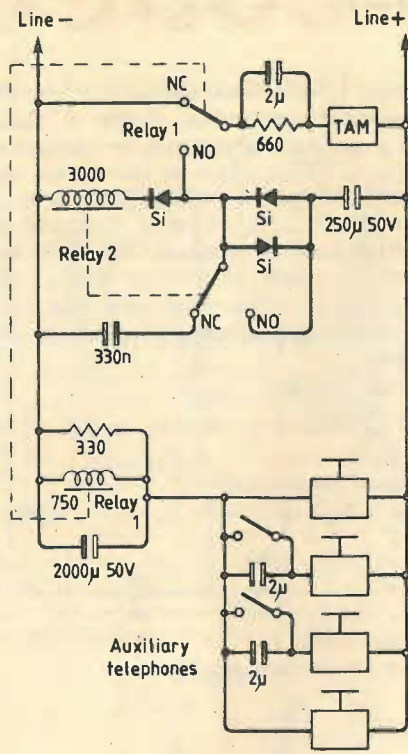 Line− Line+
NC
2µ
Relay 1
660
TAM
NO
3000
Si
Si
250µ 50V
Relay 2
Si
NC
NO
330n
330
750 Relay
1
2000µ 50V
2µ
Auxiliary
telephones
2µ